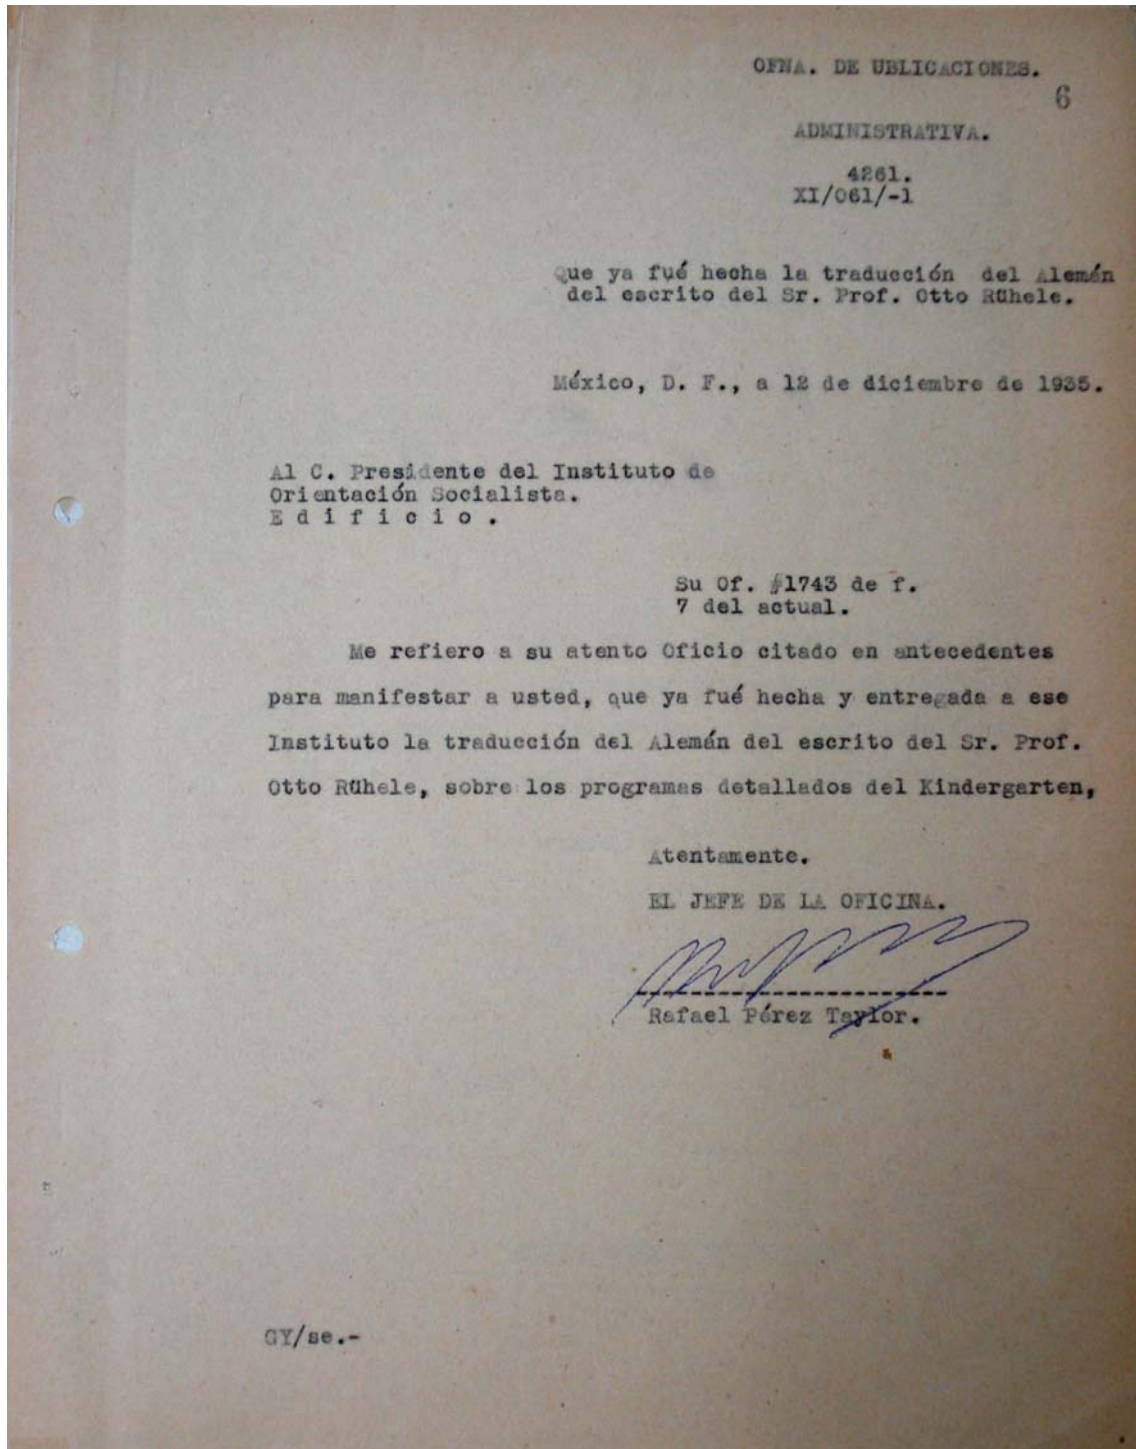 OFNA. DE UBLICACIONES.
6
ADMINISTRATIVA.
4261.
XI/061/-1
Que ya fué hecha la traducción del Alemán
del escrito del Sr. Prof. Otto Rühele.
México, D. F., a 12 de diciembre de 1935.
Al C. Presidente del Instituto de
Orientación Socialista.
E d i f i c i o .
Su Of. #1743 de f.
7 del actual.
Me refiero a su atento Oficio citado en antecedentes
para manifestar a usted, que ya fué hecha y entregada a ese
Instituto la traducción del Alemán del escrito del Sr. Prof.
Otto Rühele, sobre los programas detallados del Kindergarten,
Atentamente.
EL JEFE DE LA OFICINA.
Rafael Pérez Taylor.
GY/se.-